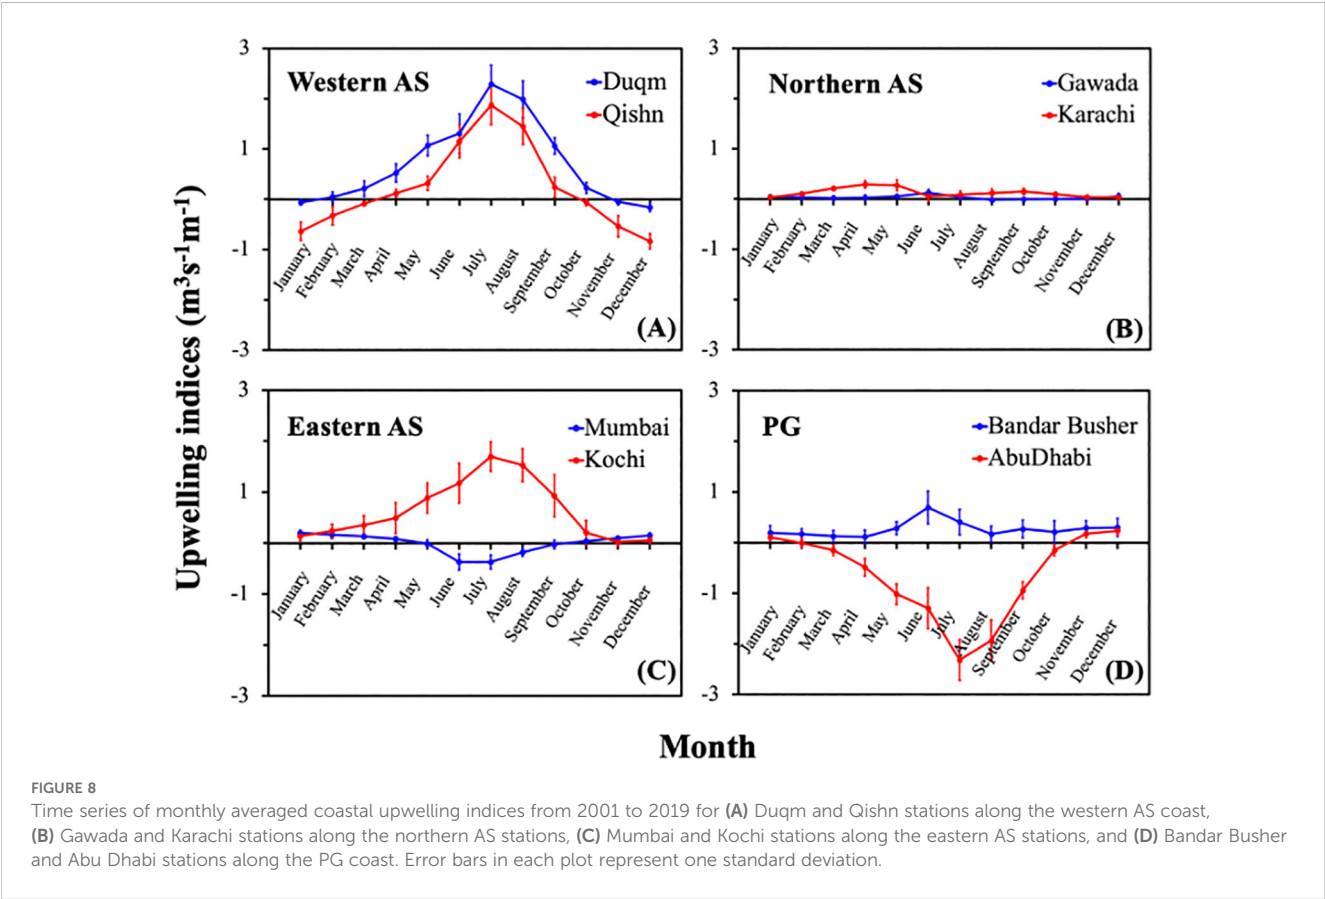 Upwelling indices (m³s⁻¹m⁻¹)
3
1
-1
-3
Western AS
Duqm
Qishn
January
February
March
April
May
June
July
August
September
October
November
December
(A)
3
1
-1
-3
Northern AS
Gawada
Karachi
January
February
March
April
May
June
July
August
September
October
November
December
(B)
3
1
-1
-3
Eastern AS
Mumbai
Kochi
January
February
March
April
May
June
July
August
September
October
November
December
(C)
3
1
-1
-3
PG
Bandar Busher
AbuDhabi
January
February
March
April
May
June
July
August
September
October
November
December
(D)
Month
FIGURE 8
Time series of monthly averaged coastal upwelling indices from 2001 to 2019 for (A) Duqm and Qishn stations along the western AS coast,
(B) Gawada and Karachi stations along the northern AS stations, (C) Mumbai and Kochi stations along the eastern AS stations, and (D) Bandar Busher
and Abu Dhabi stations along the PG coast. Error bars in each plot represent one standard deviation.